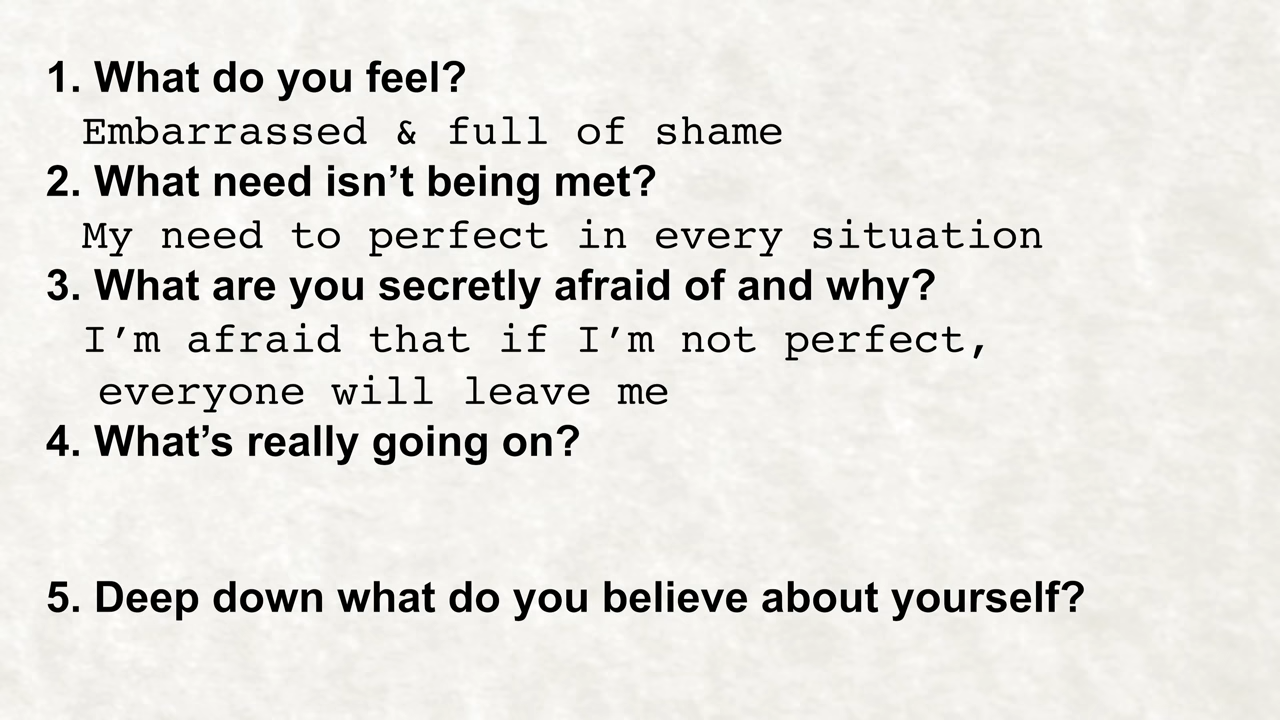 1. What do you feel?
Embarrassed & full of shame
2. What need isn’t being met?
My need to perfect in every situation
3. What are you secretly afraid of and why?
I’m afraid that if I’m not perfect,
everyone will leave me
4. What’s really going on?
5. Deep down what do you believe about yourself?